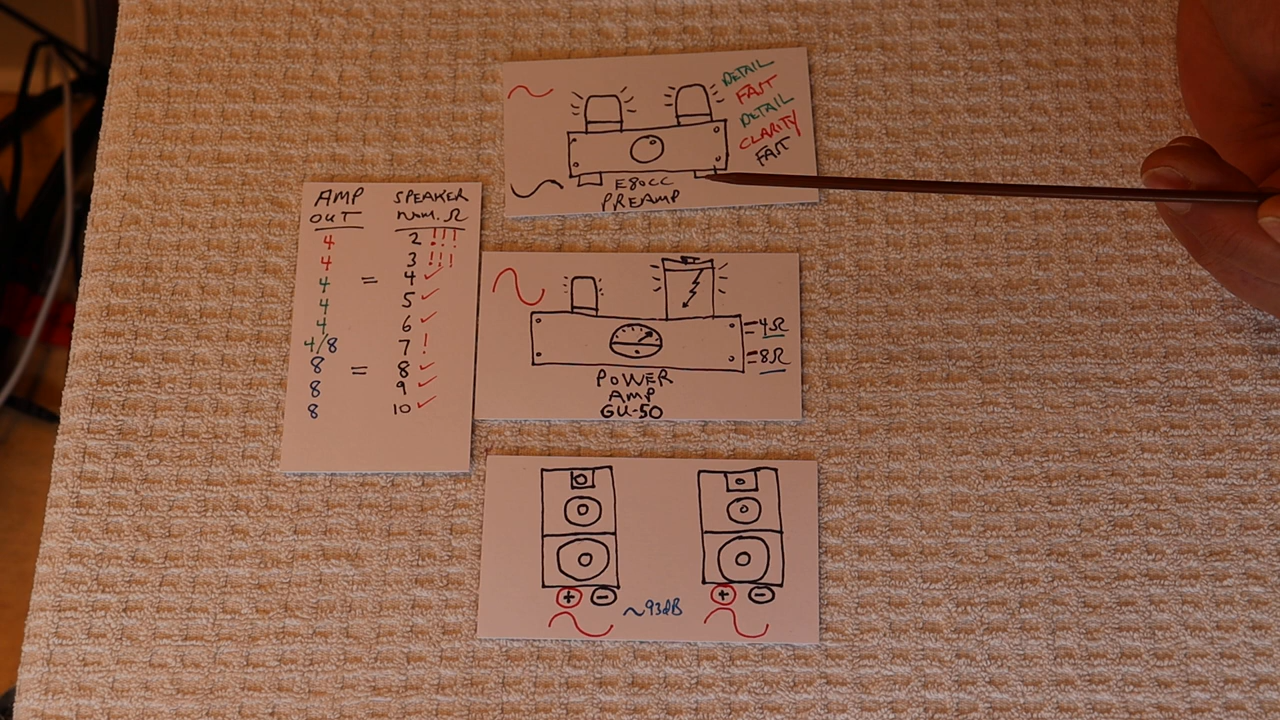 DETAIL
FAST
DETAIL
CLARITY
FAST
E80CC
PREAMP
AMP SPEAKER
OUT NOM. Ω
4 2 !!!
4 3 !!!
4 = 4 ✓
4 5 ✓
4 6 ✓
4/8 7 !
8 = 8 ✓
8 9 ✓
8 10 ✓
4Ω
8Ω
POWER
AMP
GU-50
+ - ~93dB + -